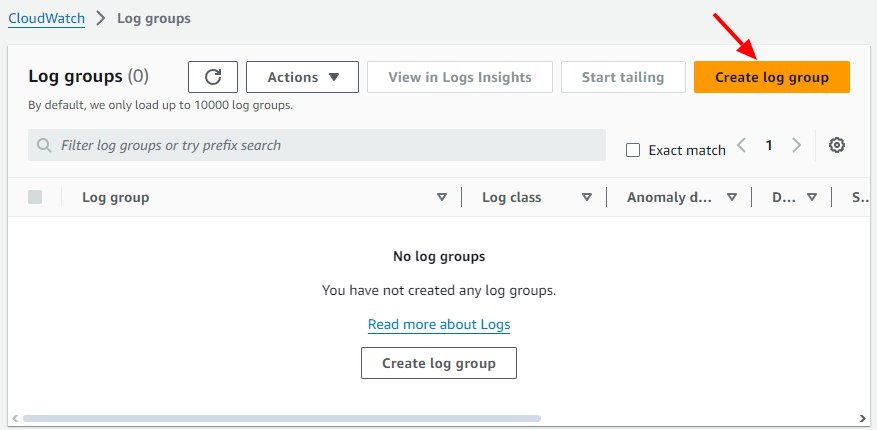 CloudWatch > Log groups
Log groups (0)
Actions
View in Logs Insights
Start tailing
Create log group
By default, we only load up to 10000 log groups.
Filter log groups or try prefix search
Exact match
1
Log group
Log class
Anomaly d...
D...
S...
No log groups
You have not created any log groups.
Read more about Logs
Create log group